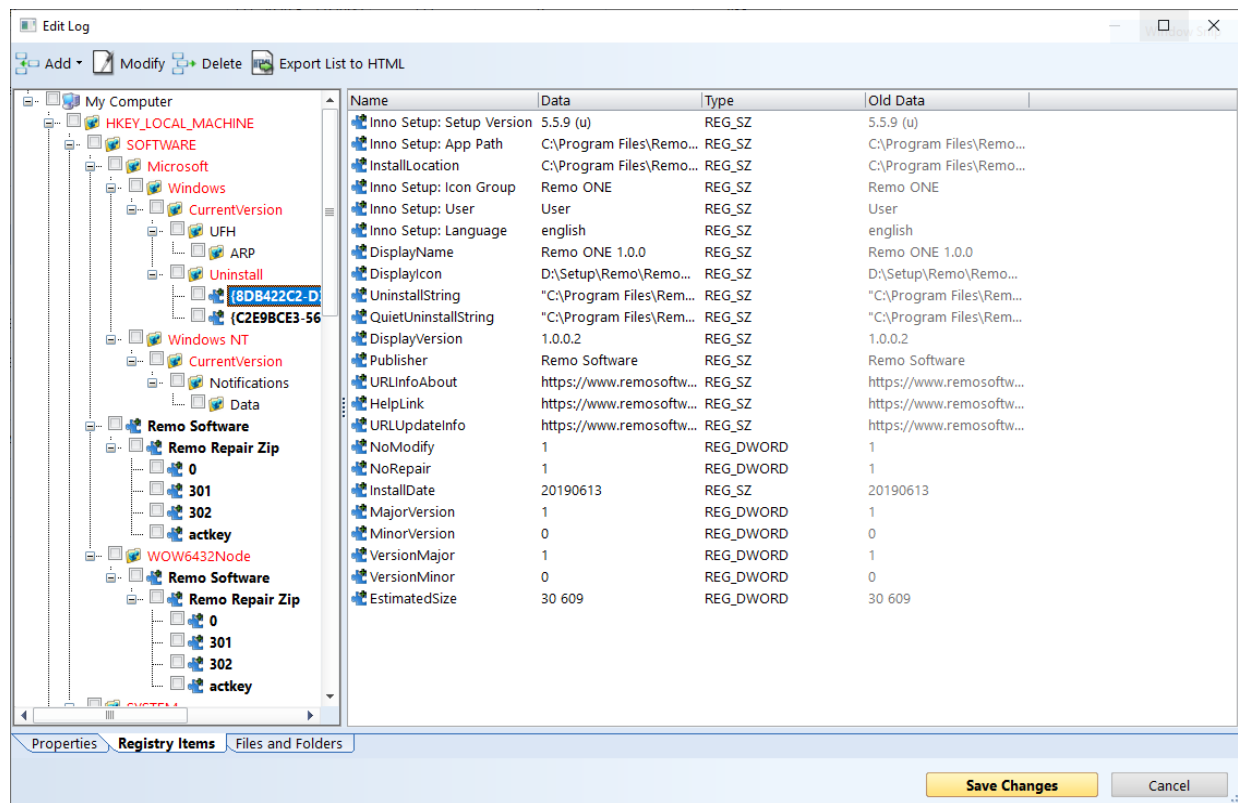 Edit Log
Add
Modify
Delete
Export List to HTML
My Computer
HKEY_LOCAL_MACHINE
SOFTWARE
Microsoft
Windows
CurrentVersion
UFH
ARP
Uninstall
{8DB422C2-D
{C2E9BCE3-56
Windows NT
CurrentVersion
Notifications
Data
Remo Software
Remo Repair Zip
0
301
302
actkey
WOW6432Node
Remo Software
Remo Repair Zip
0
301
302
actkey
Name Data Type Old Data
Inno Setup: Setup Version 5.5.9 (u) REG_SZ 5.5.9 (u)
Inno Setup: App Path C:\Program Files\Remo... REG_SZ C:\Program Files\Remo...
InstallLocation C:\Program Files\Remo... REG_SZ C:\Program Files\Remo...
Inno Setup: Icon Group Remo ONE REG_SZ Remo ONE
Inno Setup: User User REG_SZ User
Inno Setup: Language english REG_SZ english
DisplayName Remo ONE 1.0.0 REG_SZ Remo ONE 1.0.0
DisplayIcon D:\Setup\Remo\Remo... REG_SZ D:\Setup\Remo\Remo...
UninstallString "C:\Program Files\Rem... REG_SZ "C:\Program Files\Rem...
QuietUninstallString "C:\Program Files\Rem... REG_SZ "C:\Program Files\Rem...
DisplayVersion 1.0.0.2 REG_SZ 1.0.0.2
Publisher Remo Software REG_SZ Remo Software
URLInfoAbout https://www.remosoftw... REG_SZ https://www.remosoftw...
HelpLink https://www.remosoftw... REG_SZ https://www.remosoftw...
URLUpdateInfo https://www.remosoftw... REG_SZ https://www.remosoftw...
NoModify 1 REG_DWORD 1
NoRepair 1 REG_DWORD 1
InstallDate 20190613 REG_SZ 20190613
MajorVersion 1 REG_DWORD 1
MinorVersion 0 REG_DWORD 0
VersionMajor 1 REG_DWORD 1
VersionMinor 0 REG_DWORD 0
EstimatedSize 30 609 REG_DWORD 30 609
Properties Registry Items Files and Folders
Save Changes Cancel